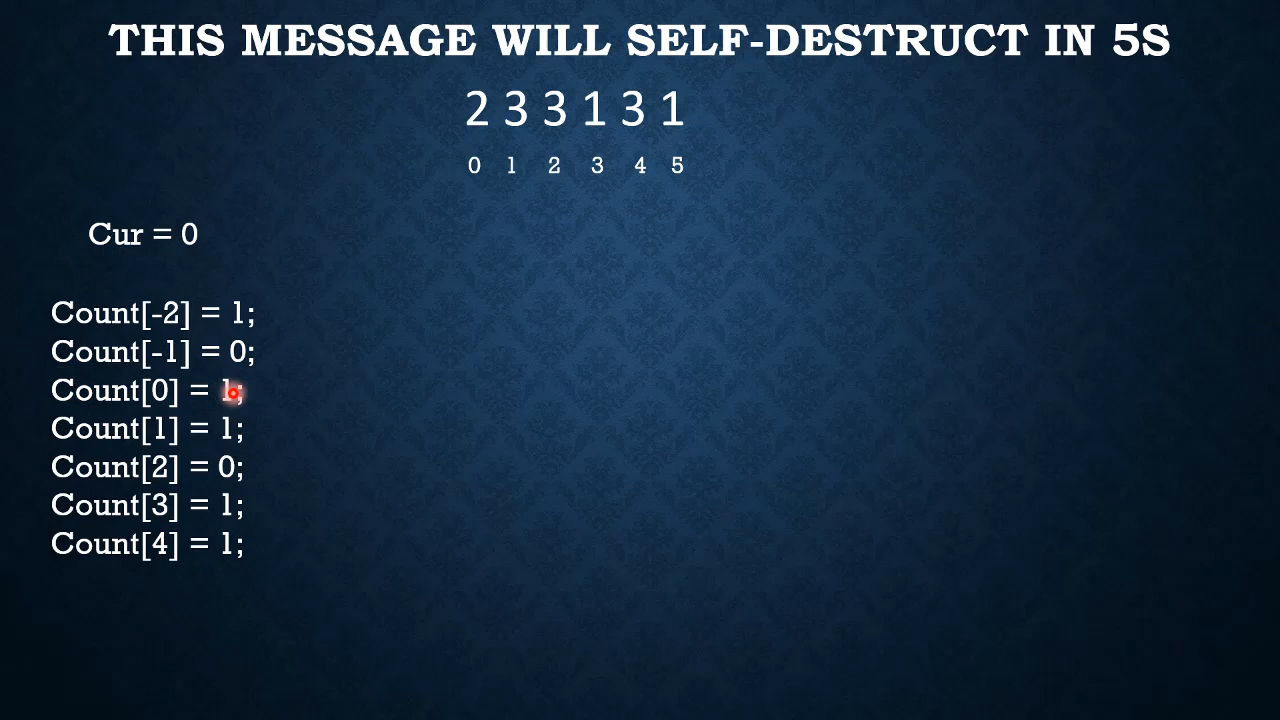 THIS MESSAGE WILL SELF-DESTRUCT IN 5S
2 3 3 1 3 1
0 1 2 3 4 5
Cur = 0
Count[-2] = 1;
Count[-1] = 0;
Count[0] = 1;
Count[1] = 1;
Count[2] = 0;
Count[3] = 1;
Count[4] = 1;